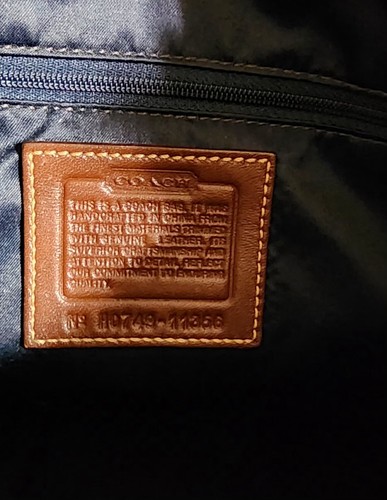 COACH
THIS IS A COACH BAG. IT WAS
HANDCRAFTED IN CHINA FROM
THE FINEST MATERIALS TRIMMED
WITH GENUINE LEATHER. ITS
SUPERIOR CRAFTSMANSHIP AND
ATTENTION TO DETAIL REFLECT
OUR COMMITMENT TO ENDURING
QUALITY.
Nº H0749-11356